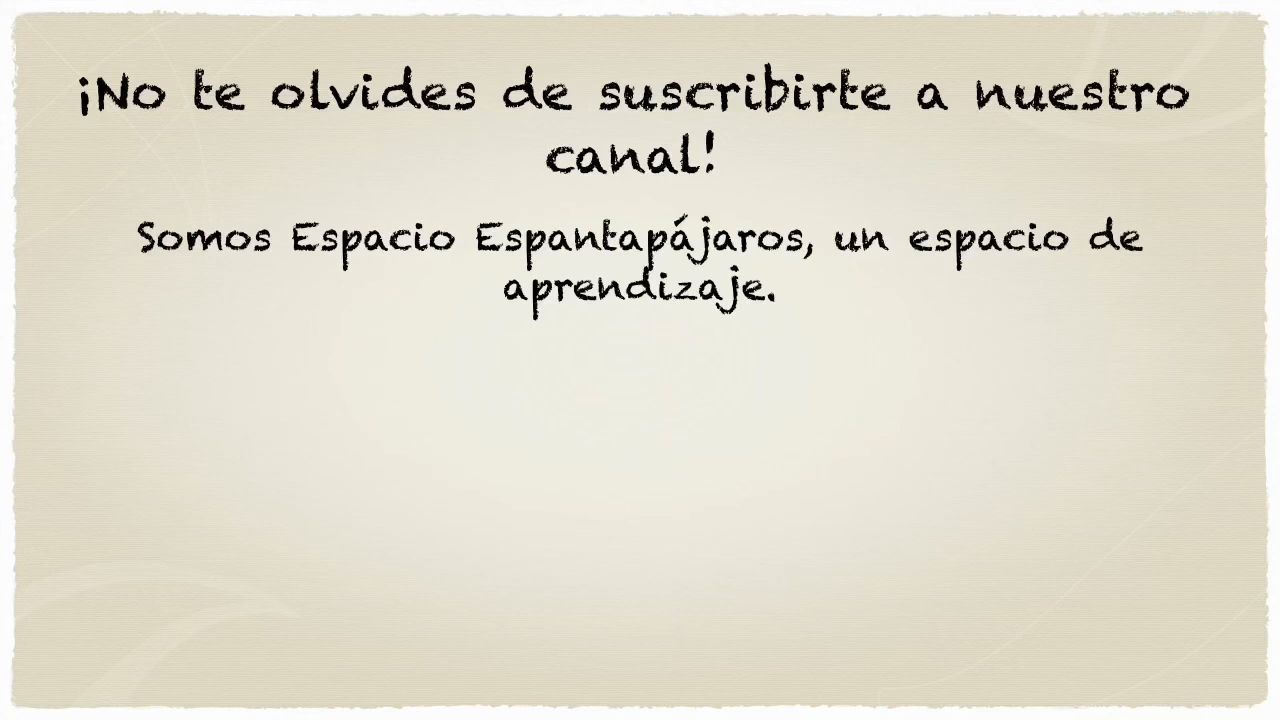 ¡No te olvides de suscribirte a nuestro
canal!
Somos Espacio Espantapájaros, un espacio de
aprendizaje.